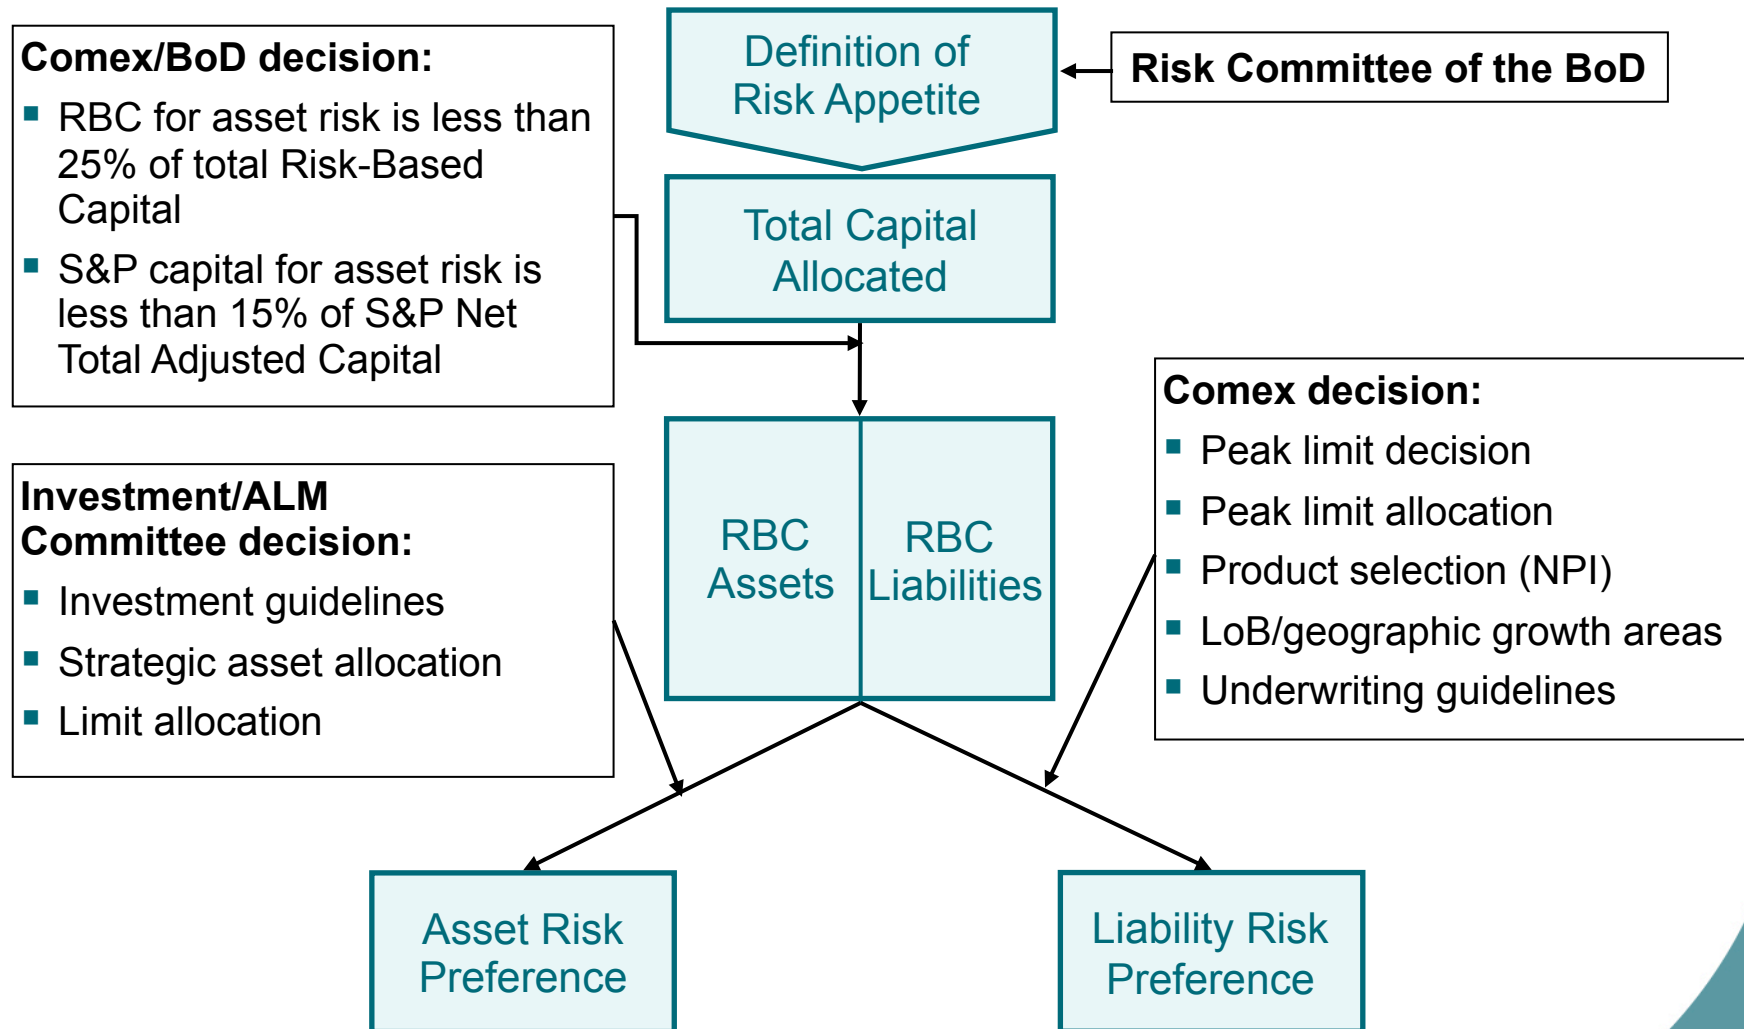 Comex/BoD decision:
▪ RBC for asset risk is less than
25% of total Risk-Based
Capital
▪ S&P capital for asset risk is
less than 15% of S&P Net
Total Adjusted Capital
Definition of
Risk Appetite
Risk Committee of the BoD
Total Capital
Allocated
Investment/ALM
Committee decision:
▪ Investment guidelines
▪ Strategic asset allocation
▪ Limit allocation
RBC
Assets
RBC
Liabilities
Comex decision:
▪ Peak limit decision
▪ Peak limit allocation
▪ Product selection (NPI)
▪ LoB/geographic growth areas
▪ Underwriting guidelines
Asset Risk
Preference
Liability Risk
Preference